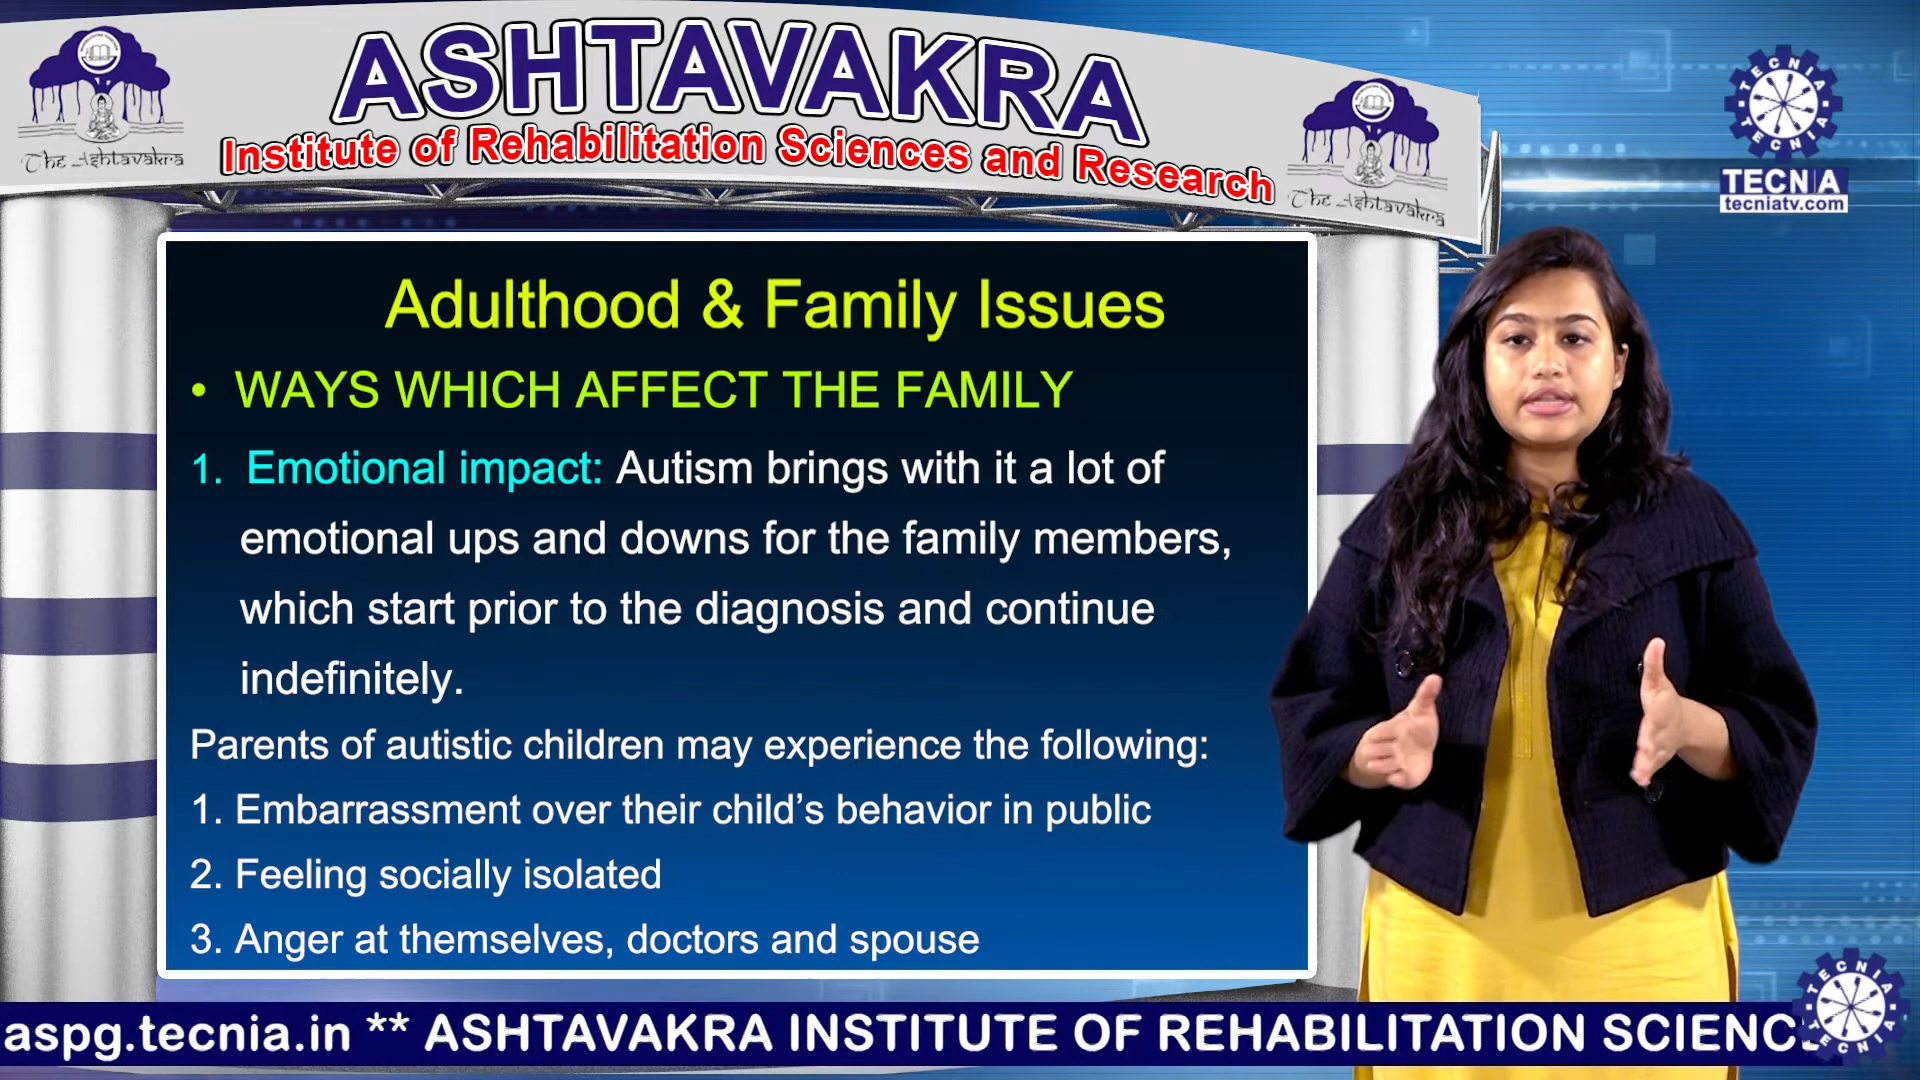 ASHTAVAKRA
Institute of Rehabilitation Sciences and Research
The Ashtavakra
The Ashtavakra
TECNIA
TECNIA
TECNIA
tecniatv.com
Adulthood & Family Issues
• WAYS WHICH AFFECT THE FAMILY
1. Emotional impact: Autism brings with it a lot of
emotional ups and downs for the family members,
which start prior to the diagnosis and continue
indefinitely.
Parents of autistic children may experience the following:
1. Embarrassment over their child's behavior in public
2. Feeling socially isolated
3. Anger at themselves, doctors and spouse
aspg.tecnia.in ** ASHTAVAKRA INSTITUTE OF REHABILITATION SCIENC
TECNIA
TECNIA